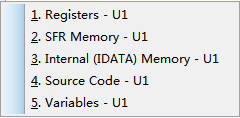 1. Registers - U1
2. SFR Memory - U1
3. Internal (IDATA) Memory - U1
4. Source Code - U1
5. Variables - U1